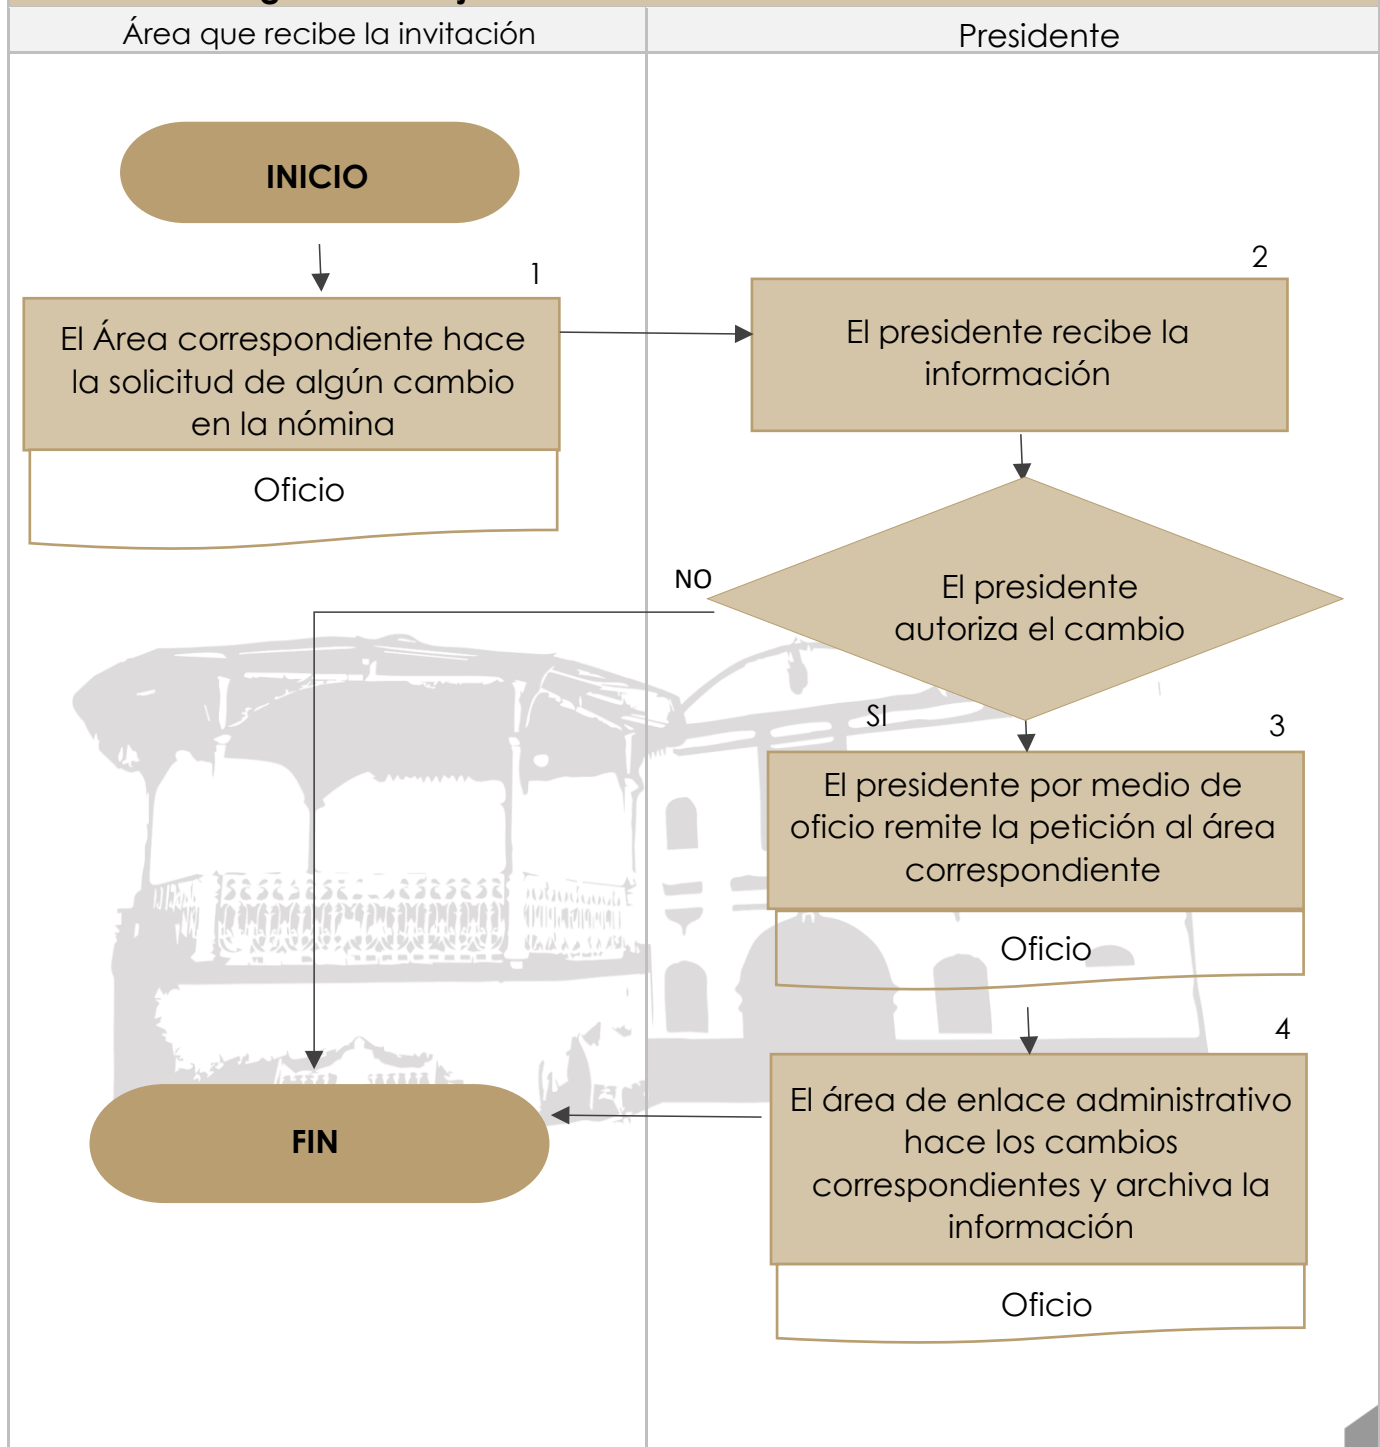 Área que recibe la invitación
Presidente
INICIO
1
El Área correspondiente hace
la solicitud de algún cambio
en la nómina
Oficio
2
El presidente recibe la
información
El presidente
autoriza el cambio
NO
SI
3
El presidente por medio de
oficio remite la petición al área
correspondiente
Oficio
4
El área de enlace administrativo
hace los cambios
correspondientes y archiva la
información
Oficio
FIN